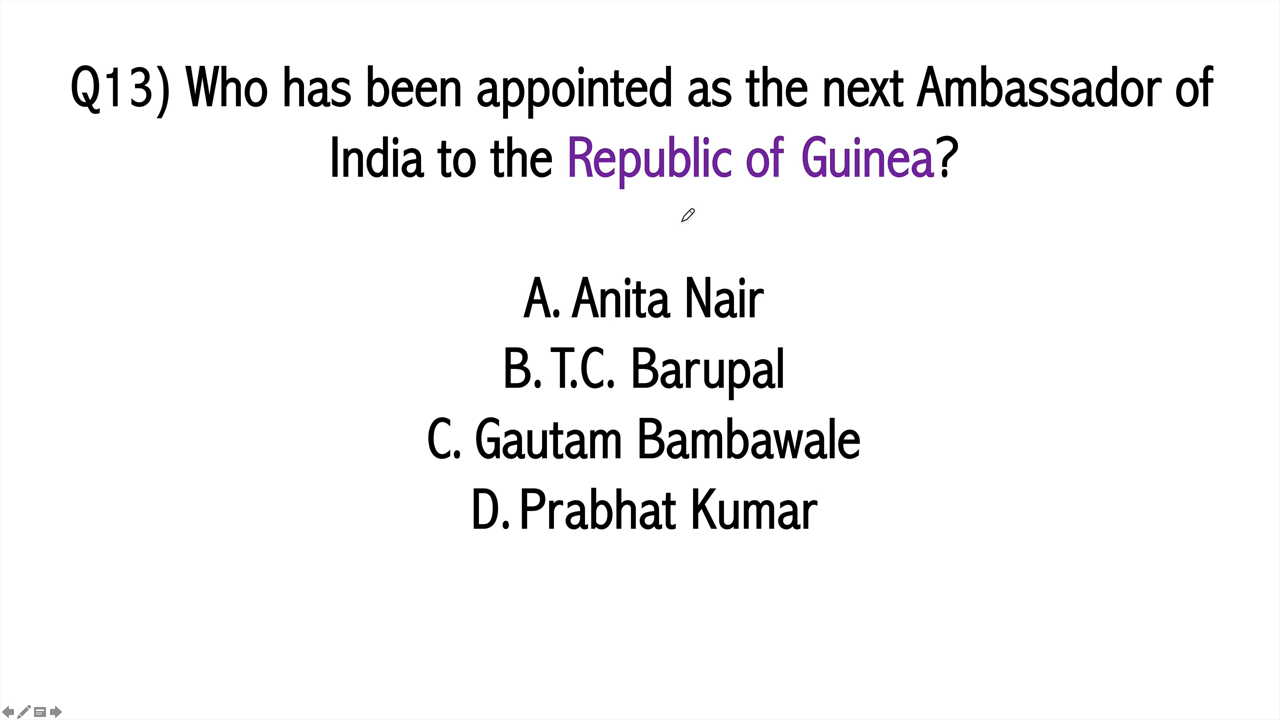 Q13) Who has been appointed as the next Ambassador of
India to the Republic of Guinea?
A. Anita Nair
B. T.C. Barupal
C. Gautam Bambawale
D. Prabhat Kumar